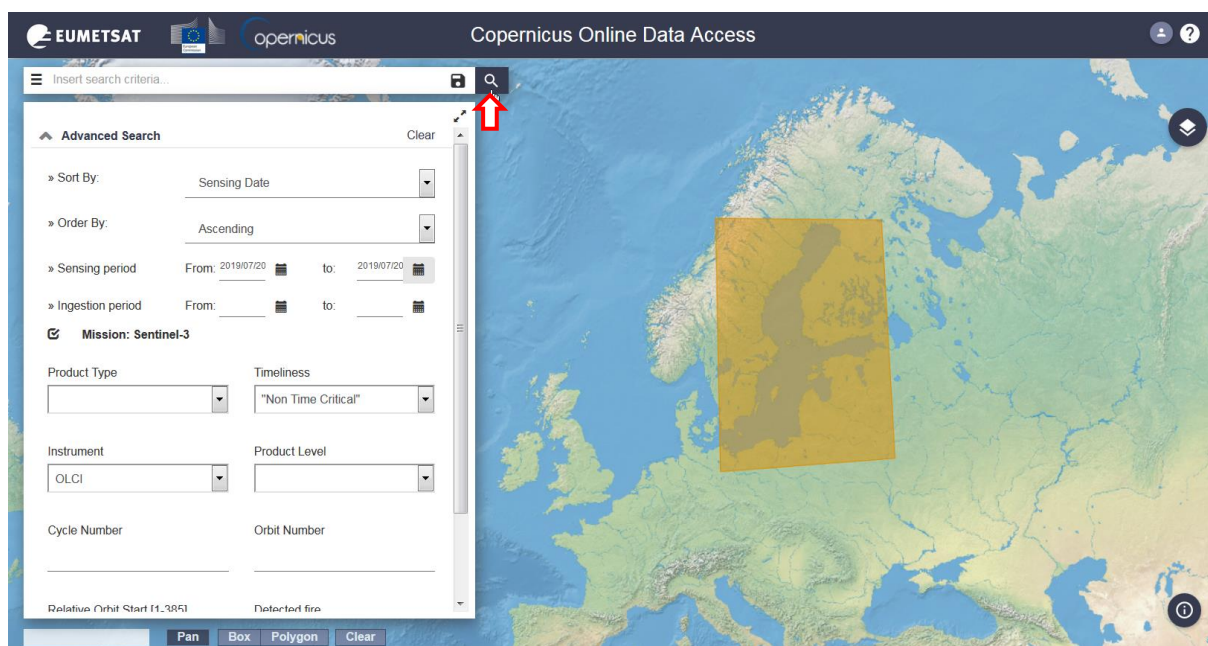 EUMETSAT
opernicus
Copernicus Online Data Access
?
Insert search criteria...
Advanced Search Clear
» Sort By: Sensing Date
» Order By: Ascending
» Sensing period From: 2019/07/20 to: 2019/07/20
» Ingestion period From: to:
Mission: Sentinel-3
Product Type Timeliness
"Non Time Critical"
Instrument Product Level
OLCI
Cycle Number Orbit Number
Relative Orbit Start [1-385] Detected fire
Pan Box Polygon Clear